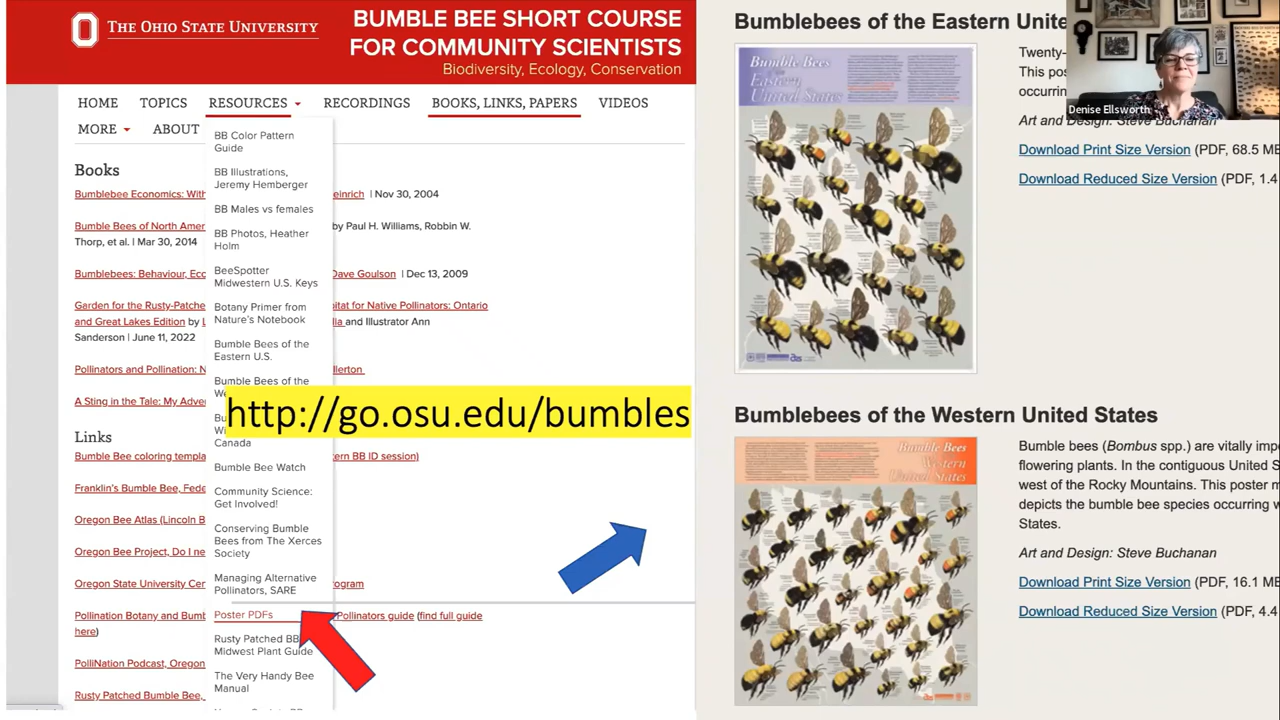 THE OHIO STATE UNIVERSITY
BUMBLE BEE SHORT COURSE
FOR COMMUNITY SCIENTISTS
Biodiversity, Ecology, Conservation
HOME TOPICS RESOURCES RECORDINGS BOOKS, LINKS, PAPERS VIDEOS
MORE ABOUT
Books
Bumblebee Economics: With
einrich | Nov 30, 2004
Bumble Bees of North Amer
by Paul H. Williams, Robbin W.
Thorp, et al. | Mar 30, 2014
Bumblebees: Behaviour, Eco
Dave Goulson | Dec 13, 2009
Garden for the Rusty-Patche
itat for Native Pollinators: Ontario
and Great Lakes Edition by L
la and Illustrator Ann
Sanderson | June 11, 2022
Pollinators and Pollination: N
llerton
A Sting in the Tale: My Adver
Links
Bumble Bee coloring templa
ern BB ID session)
Franklin's Bumble Bee, Fede
Oregon Bee Atlas (Lincoln B
Oregon Bee Project, Do I ne
Oregon State University Cen
rogram
Pollination Botany and Bumb
Pollinators guide (find full guide
here)
PolliNation Podcast, Oregon
Rusty Patched Bumble Bee,
BB Color Pattern
Guide
BB Illustrations,
Jeremy Hemberger
BB Males vs females
BB Photos, Heather
Holm
BeeSpotter
Midwestern U.S. Keys
Botany Primer from
Nature's Notebook
Bumble Bees of the
Eastern U.S.
Bumble Bees of the
We
Bu
Wi
Canada
Bumble Bee Watch
Community Science:
Get Involved!
Conserving Bumble
Bees from The Xerces
Society
Managing Alternative
Pollinators, SARE
Poster PDFs
Rusty Patched BB
Midwest Plant Guide
The Very Handy Bee
Manual
http://go.osu.edu/bumbles
Bumblebees of the Eastern Unite
Bumble Bees
Eastern
United States
Twenty-
This pos
occurrin
Art and Design: Steve Buchanan
Download Print Size Version (PDF, 68.5 MB
Download Reduced Size Version (PDF, 1.4
Denise Ellsworth
Bumblebees of the Western United States
Bumble Bees
Western
United States
Bumble bees (Bombus spp.) are vitally imp
flowering plants. In the contiguous United S
west of the Rocky Mountains. This poster m
depicts the bumble bee species occurring w
States.
Art and Design: Steve Buchanan
Download Print Size Version (PDF, 16.1 M
Download Reduced Size Version (PDF, 4.4